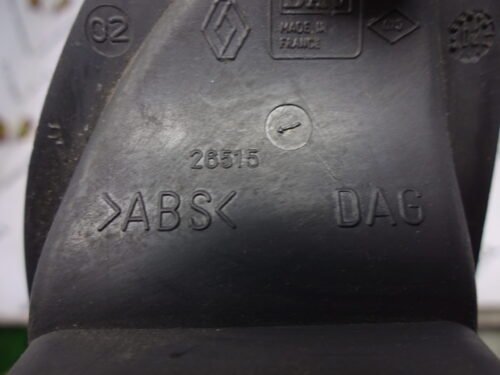 02
MADE IN
FRANCE
26515
>ABS< DAG